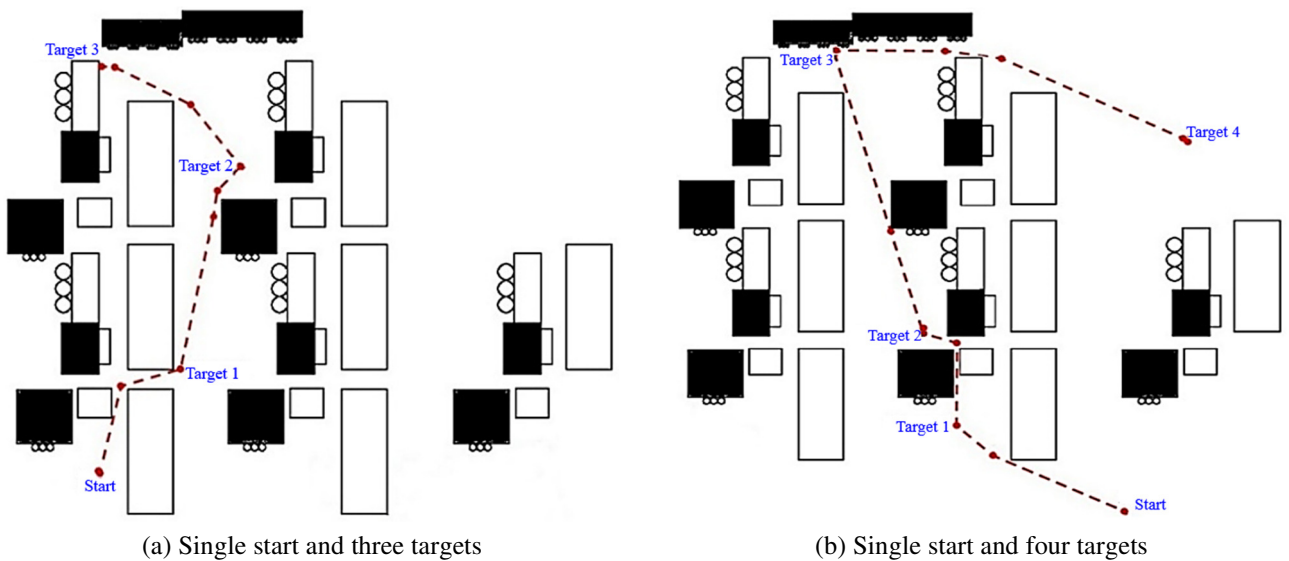 Target 3
Target 2
Target 1
Start
(a) Single start and three targets
Target 3
Target 4
Target 2
Target 1
Start
(b) Single start and four targets